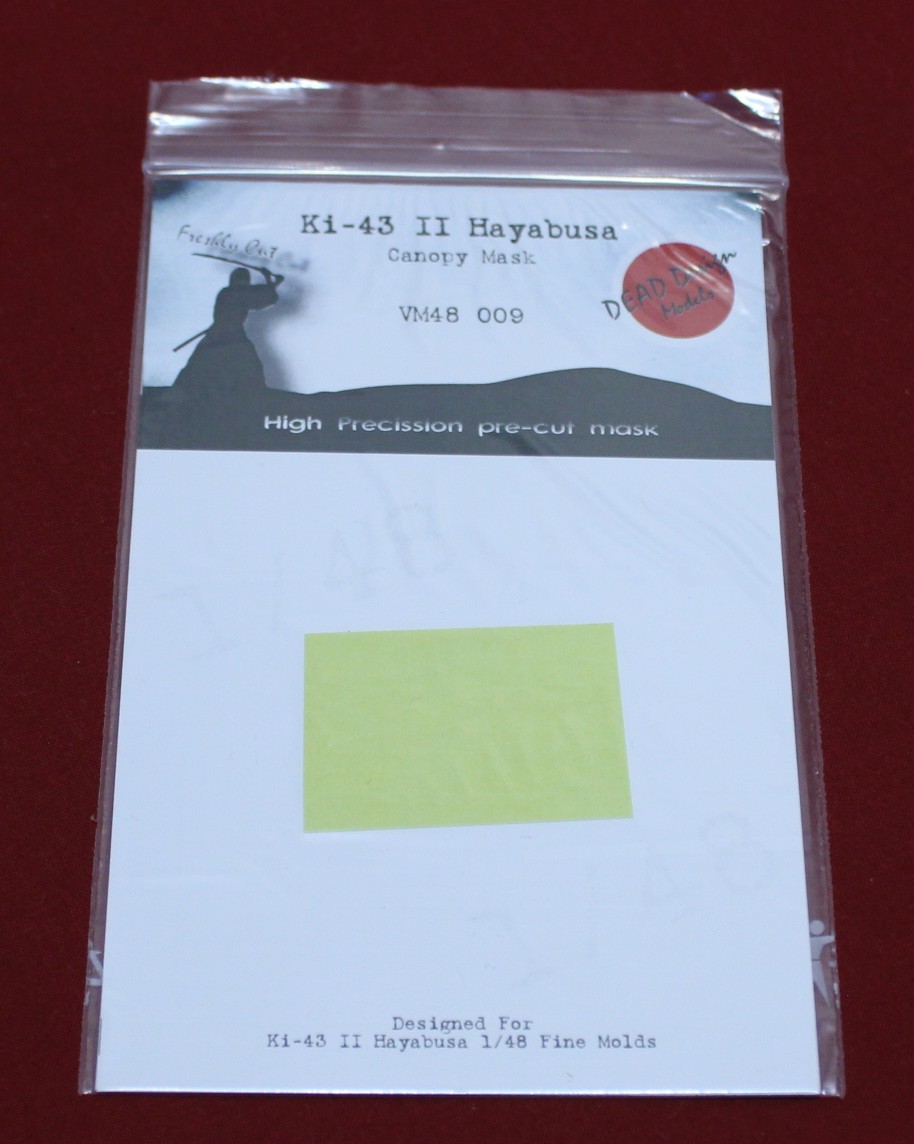 Ki-43 II Hayabusa
Freshly Cut
Canopy Mask
DEAD Design
Models
VM48 009
High Precission pre-cut mask
Designed For
Ki-43 II Hayabusa 1/48 Fine Molds